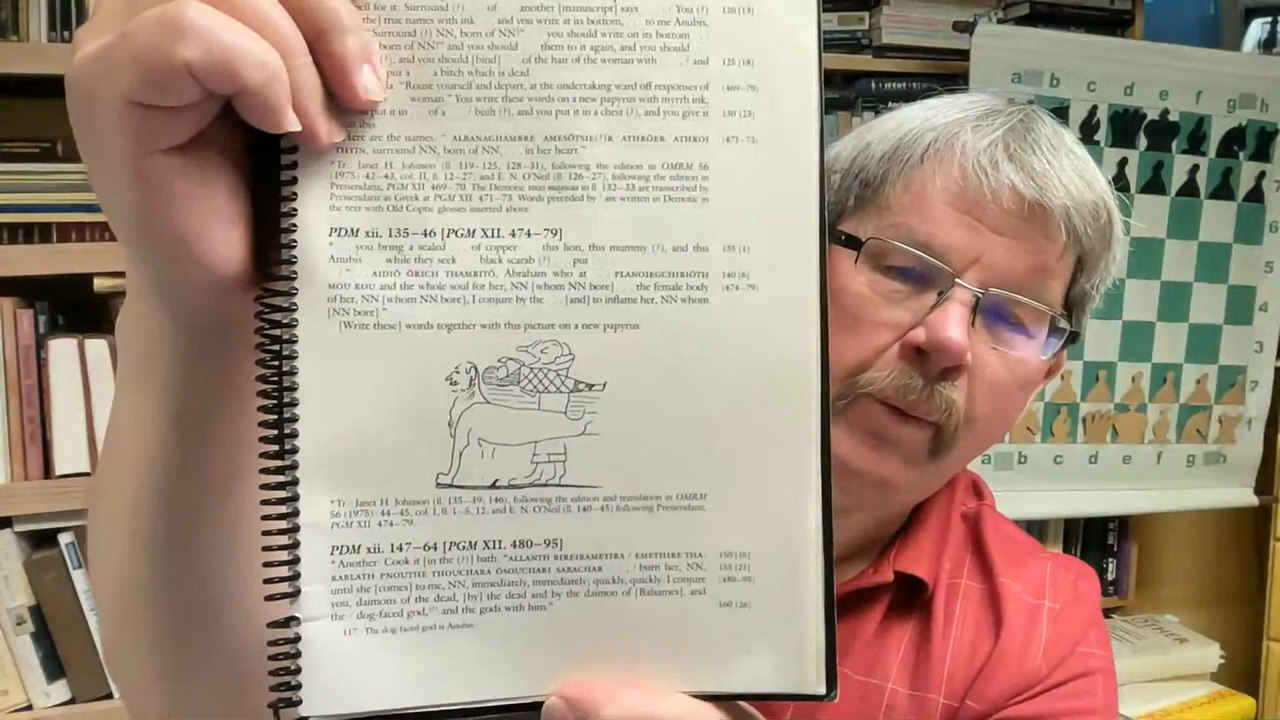 ell for it: Surround (?) of another [manuscript] says / You (?) 120 [13]
the] true names with ink and you write at its bottom, to me Anubis,
"Surround (?) NN, born of NN!" you should write on its bottom
born of NN!" and you should them to it again, and you should
(?), and you should [bind] of the hair of the woman with / and 125 [18]
put a a bitch which is dead
"Rouse yourself and depart, at the undertaking ward off responses of (469-70)
woman." You write these words on a new papyrus with myrrh ink,
put it in of a / bush (?), and you put it in a chest (?), and you give it 130 [23]
ibis
Here are the names: " ALBANAGHAMBRE AMESŌTSIE(?)R ATHRŌER ATHROI (471-73)
THYIN, surround NN, born of NN, in her heart."
*Tr. Janet H. Johnson (ll. 119-125, 128-31), following the edition in OMRM 56
(1975) 42-43, col. II, ll. 12-27; and E. N. O'Neil (ll. 126-27), following the edition in
Preisendanz, PGM XII. 469-70. The Demotic voces magicae in ll. 132-33 are transcribed by
Preisendanz as Greek at PGM XII. 471-73. Words preceded by are written in Demotic in
the text with Old Coptic glosses inserted above.
PDM xii. 135-46 [PGM XII. 474-79]
* you bring a sealed of copper this lion, this mummy (?), and this 135 [1]
Anubis while they seek black scarab (?) put
/ " AIDIŌ ŌRICH THAMBITŌ, Abraham who at PLANOIEGCHIBIŌTH 140 [6]
MOU ROU and the whole soul for her, NN [whom NN bore] the female body (474-79)
of her, NN [whom NN bore], I conjure by the [and] to inflame her, NN whom
[NN bore] "
[Write these] words together with this picture on a new papyrus
*Tr. Janet H. Johnson (ll. 135-39, 146), following the edition and translation in OMRM
56 (1975) 44-45, col. I, ll. 1-5, 12, and E. N. O'Neil (ll. 140-45) following Preisendanz,
PGM XII. 474-79.
PDM xii. 147-64 [PGM XII. 480-95]
*Another: Cook it [in the (?)] bath "ALLANTH BIREIBAMETIRA / EMETHIRE THA- 150 [16]
RABLATH PNOUTHE THOUCHARA ŌSOUCHARI SABACHAR / burn her, NN, 155 [21]
until she [comes] to me, NN, immediately, immediately; quickly, quickly. I conjure (480-95)
you, daimons of the dead, [by] the dead and by the daimon of [Balsames], and
the / dog-faced god, and the gods with him." 160 [26]
117 The dog-faced god is Anubis
a b c d e f g h
6
5
4
3
2
1
a b c d e f g h
OTHER